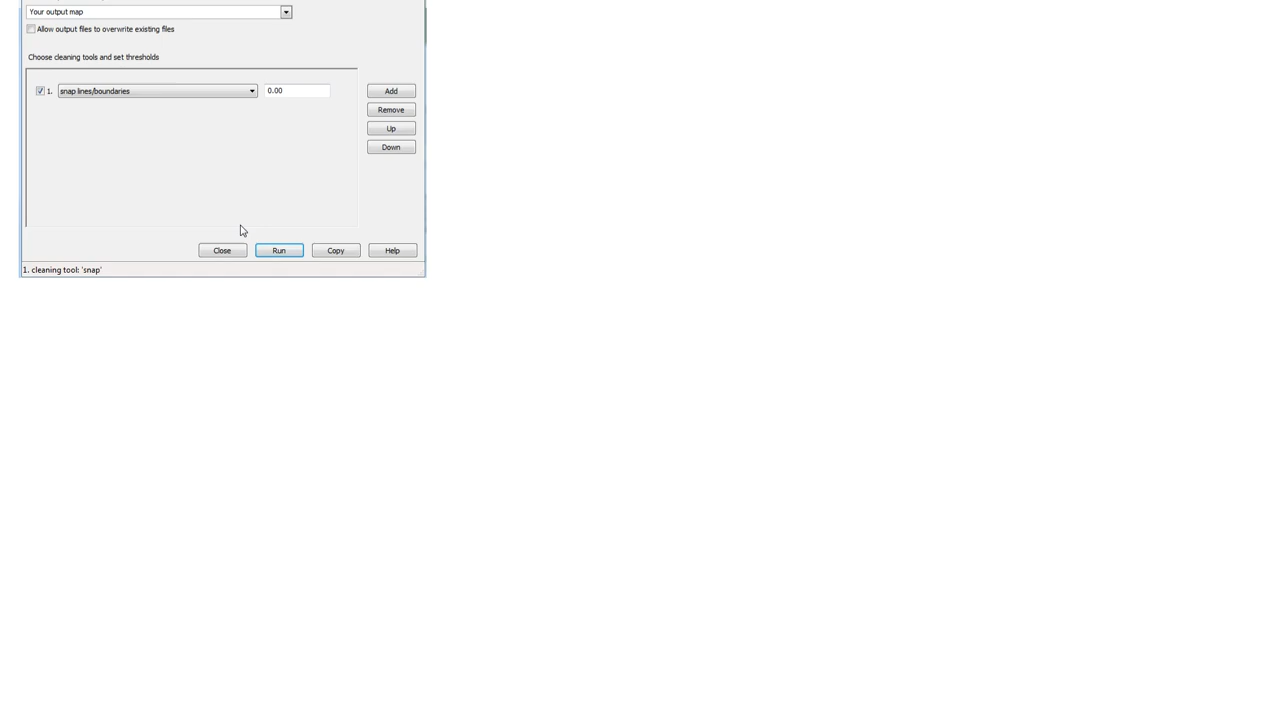 Your output map
Allow output files to overwrite existing files
Choose cleaning tools and set thresholds
1. snap lines/boundaries 0.00 Add
Remove
Up
Down
Close Run Copy Help
1. cleaning tool: 'snap'